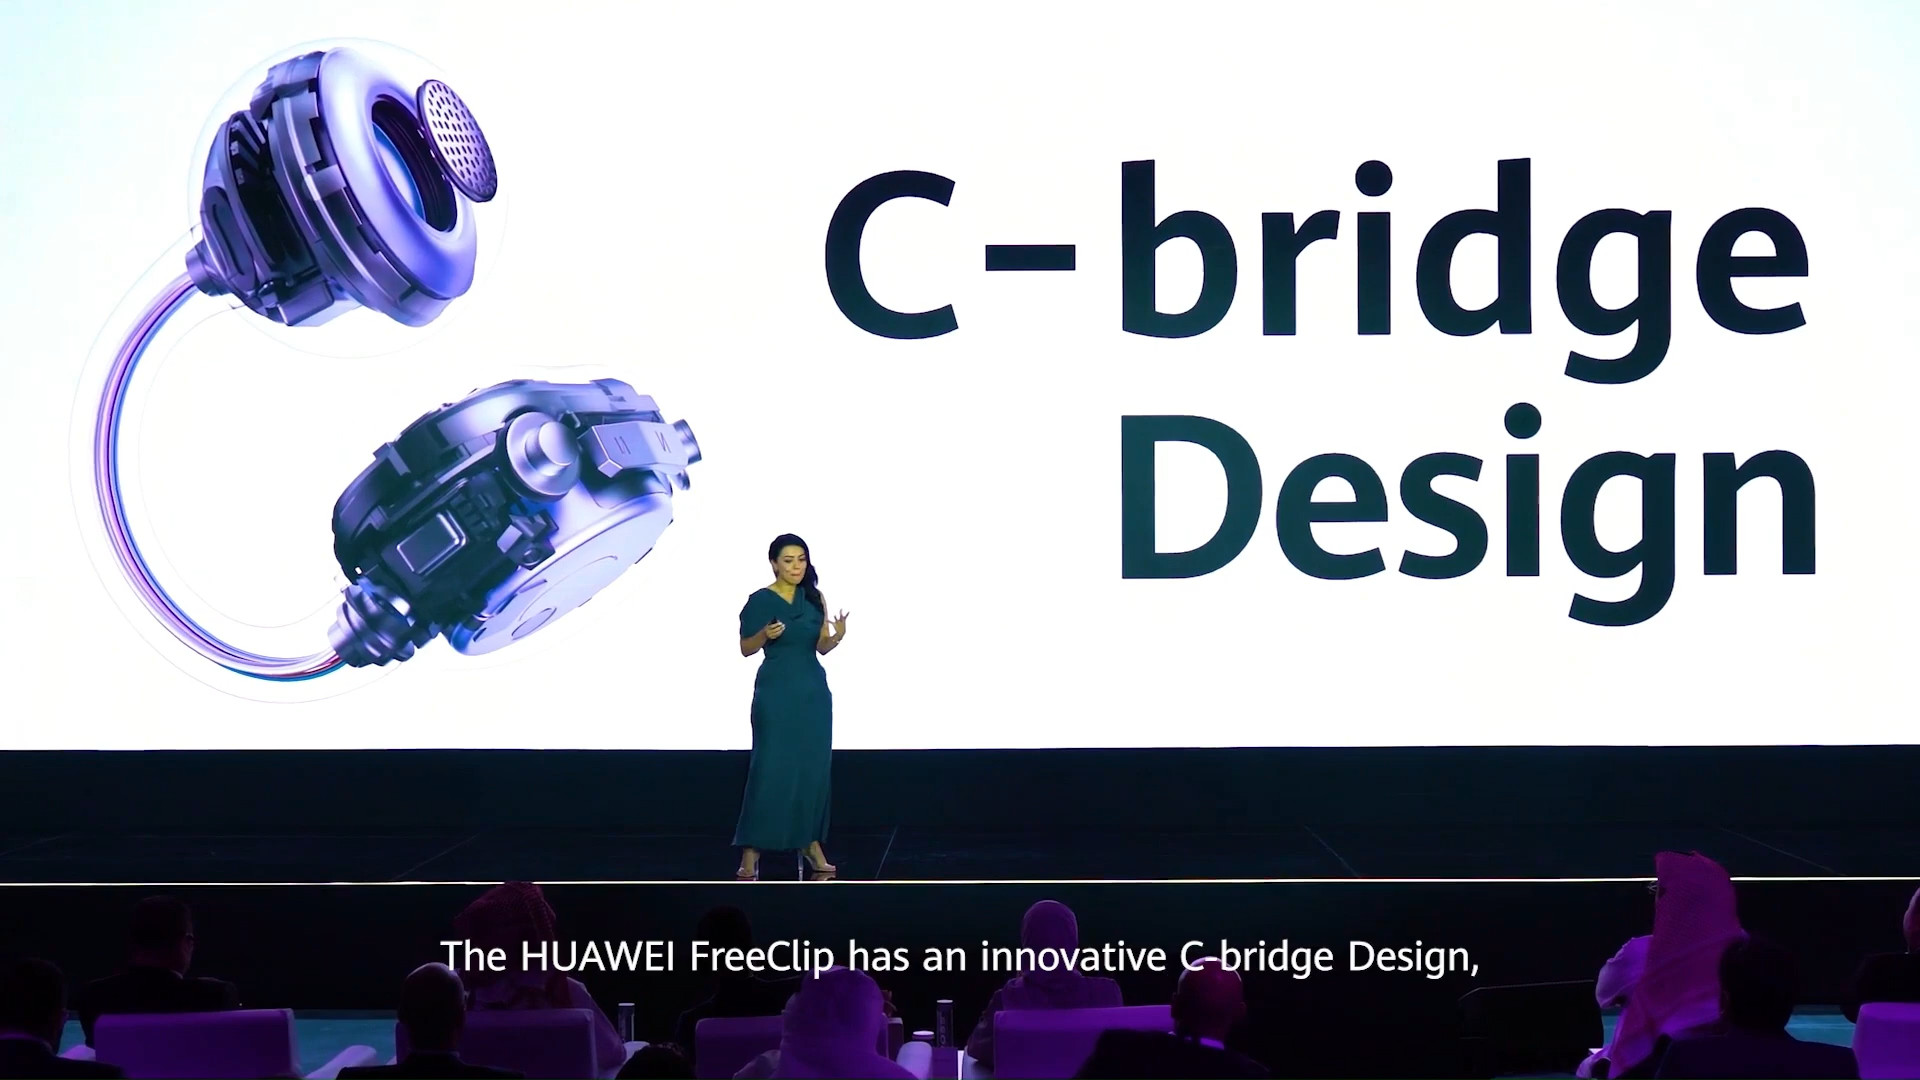 C-bridge
Design
The HUAWEI FreeClip has an innovative C-bridge Design,